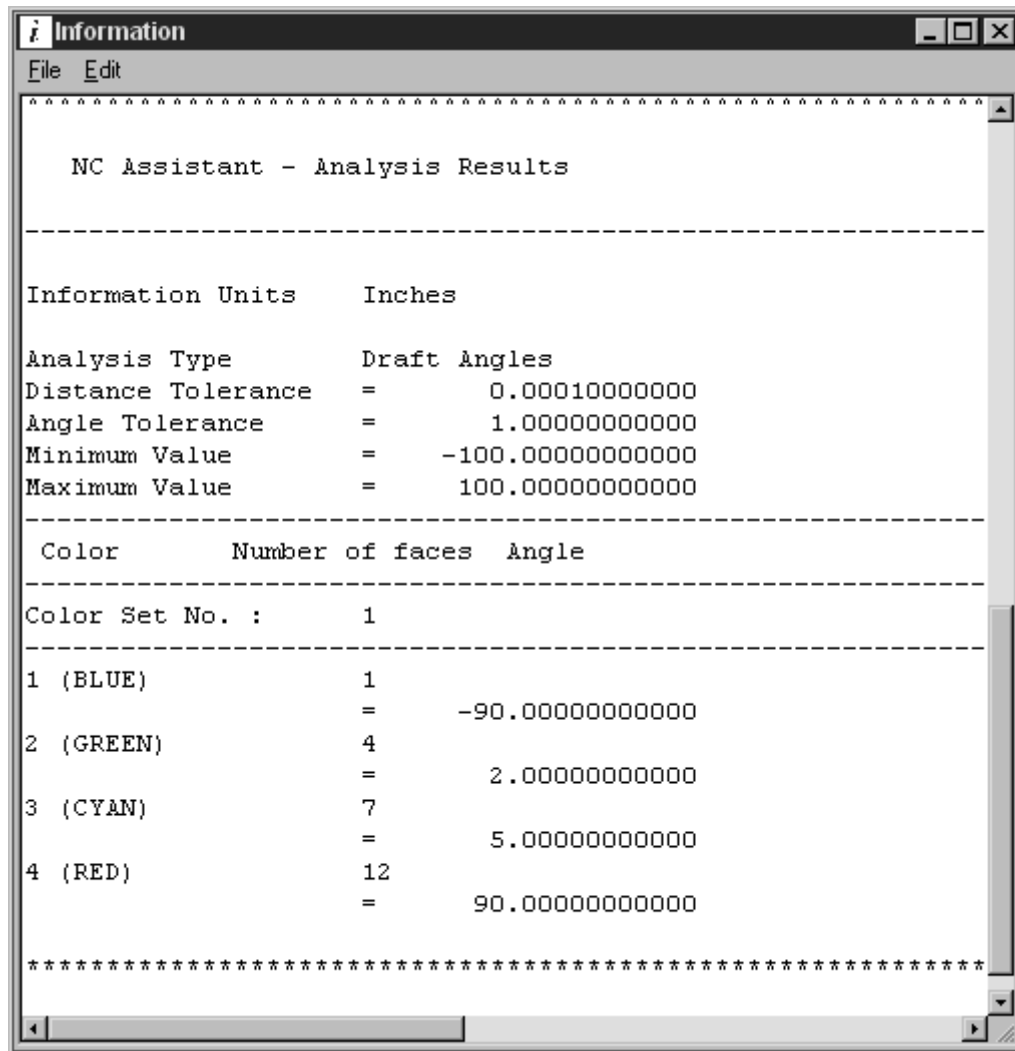 i Information
File Edit
NC Assistant - Analysis Results
------------------------------------------------------------
Information Units Inches
Analysis Type Draft Angles
Distance Tolerance = 0.00010000000
Angle Tolerance = 1.00000000000
Minimum Value = -100.00000000000
Maximum Value = 100.00000000000
------------------------------------------------------------
Color Number of faces Angle
------------------------------------------------------------
Color Set No. : 1
------------------------------------------------------------
1 (BLUE) 1
= -90.00000000000
2 (GREEN) 4
= 2.00000000000
3 (CYAN) 7
= 5.00000000000
4 (RED) 12
= 90.00000000000
************************************************************